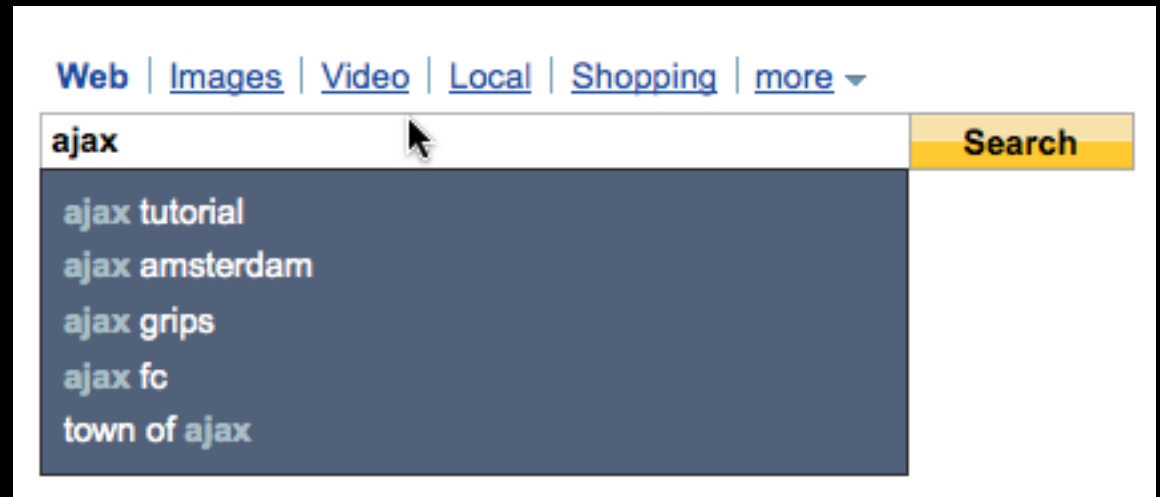 Web | Images | Video | Local | Shopping | more
ajax Search
ajax tutorial
ajax amsterdam
ajax grips
ajax fc
town of ajax